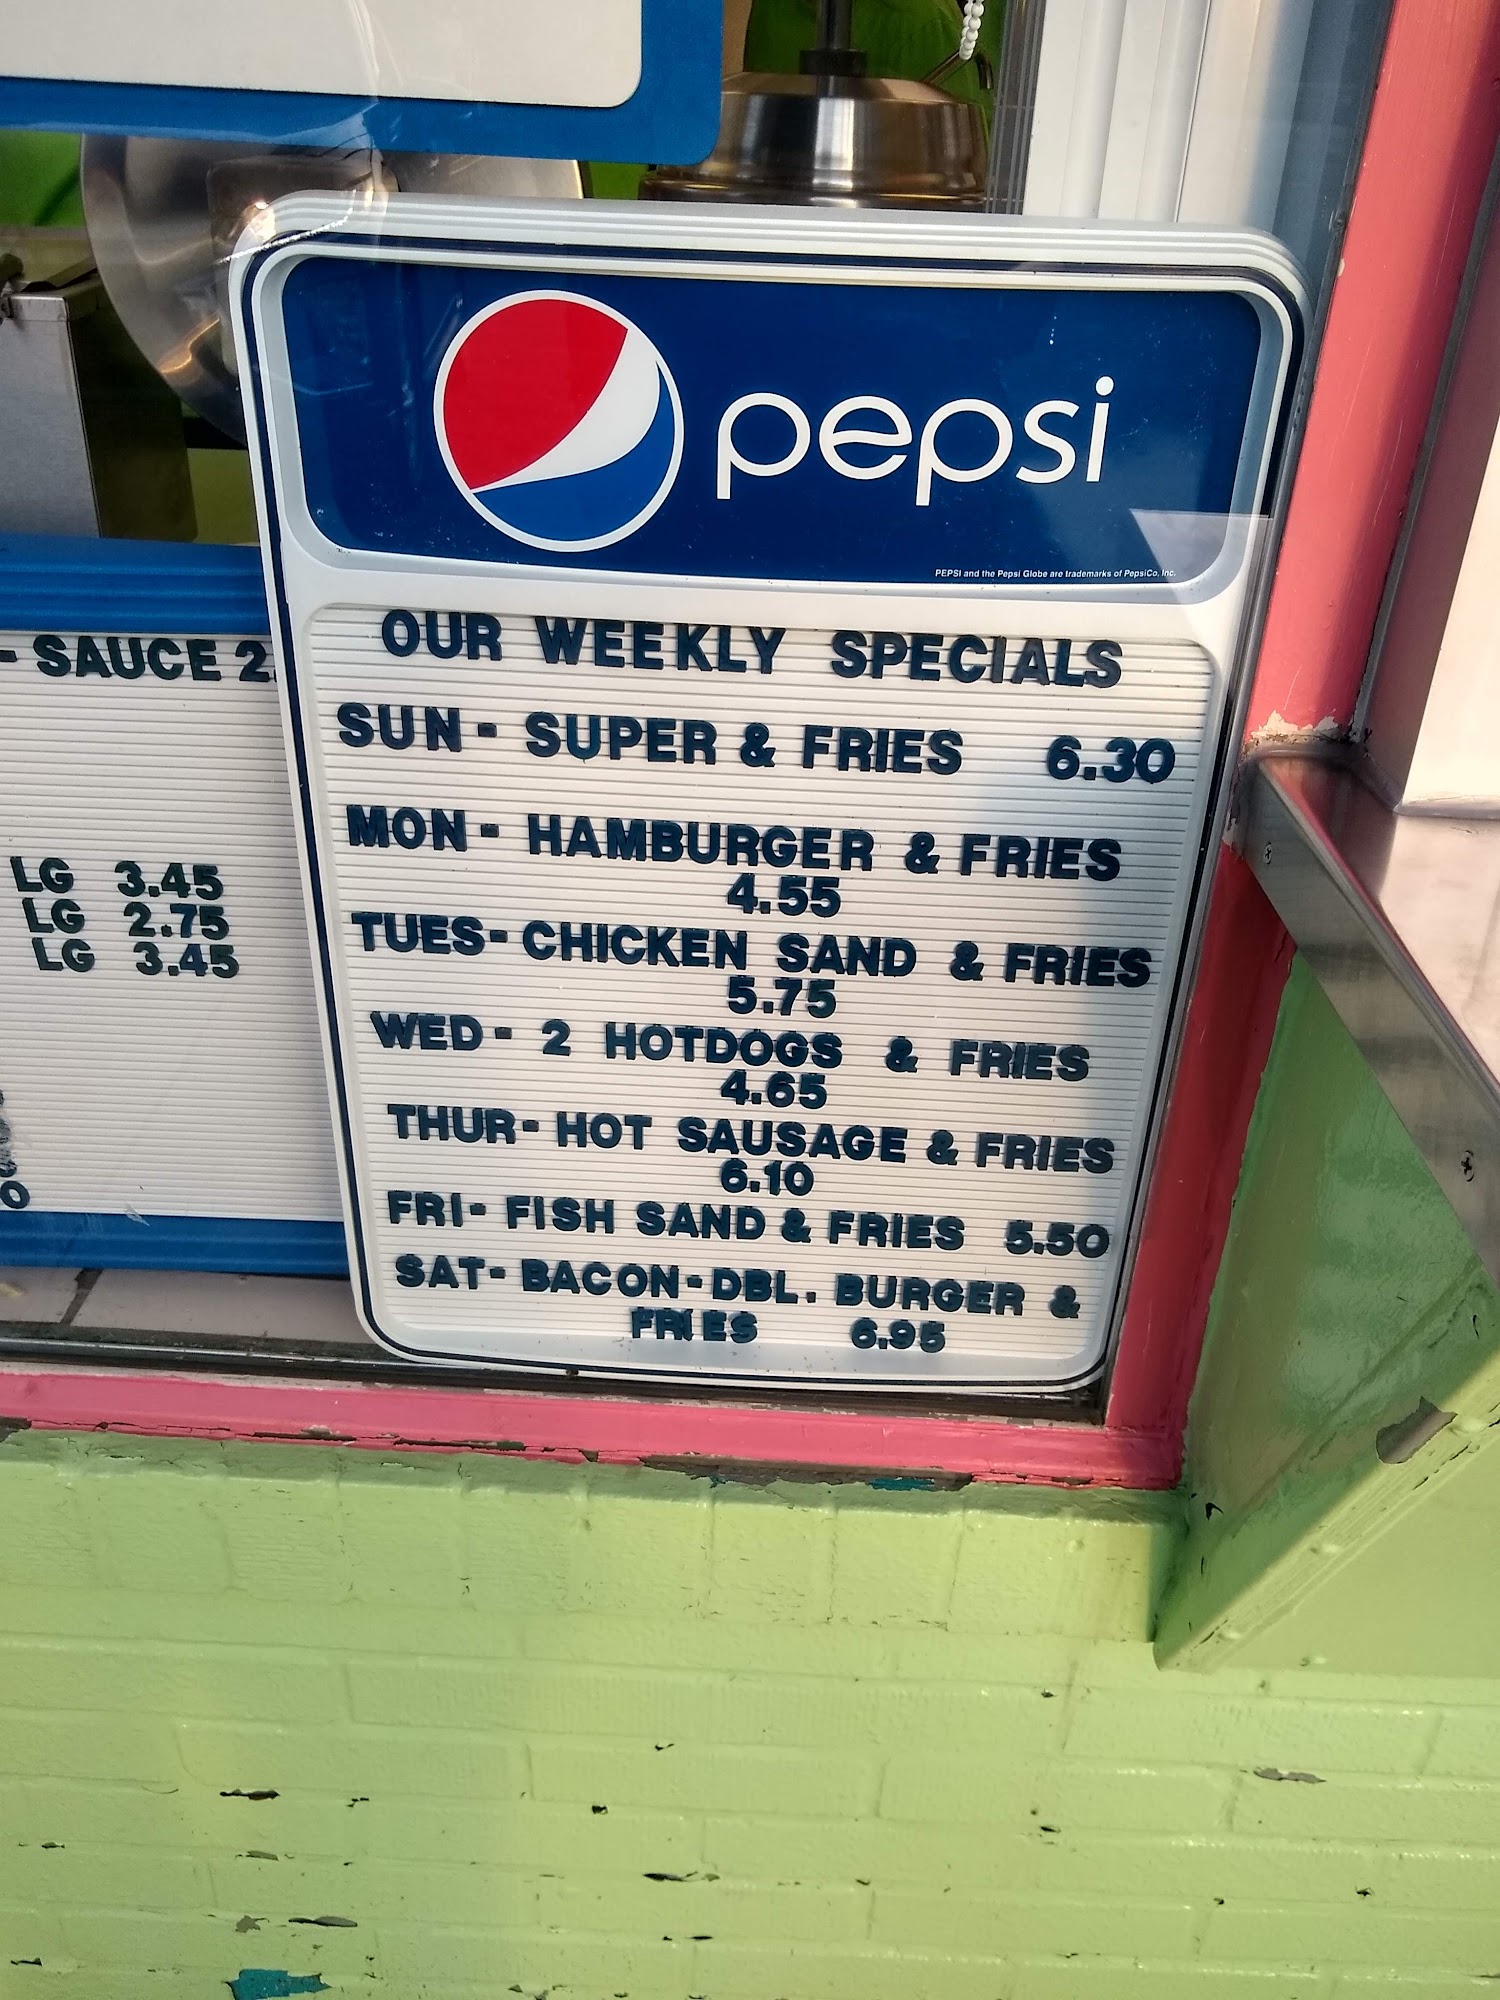 pepsi
PEPSI and the Pepsi Globe are trademarks of PepsiCo, Inc.
OUR WEEKLY SPECIALS
SUN- SUPER & FRIES 6.30
MON- HAMBURGER & FRIES
4.55
TUES- CHICKEN SAND & FRIES
5.75
WED- 2 HOTDOGS & FRIES
4.65
THUR- HOT SAUSAGE & FRIES
6.10
FRI- FISH SAND & FRIES 5.50
SAT- BACON-DBL. BURGER &
FRIES 6.95
- SAUCE 2.
LG 3.45
LG 2.75
LG 3.45